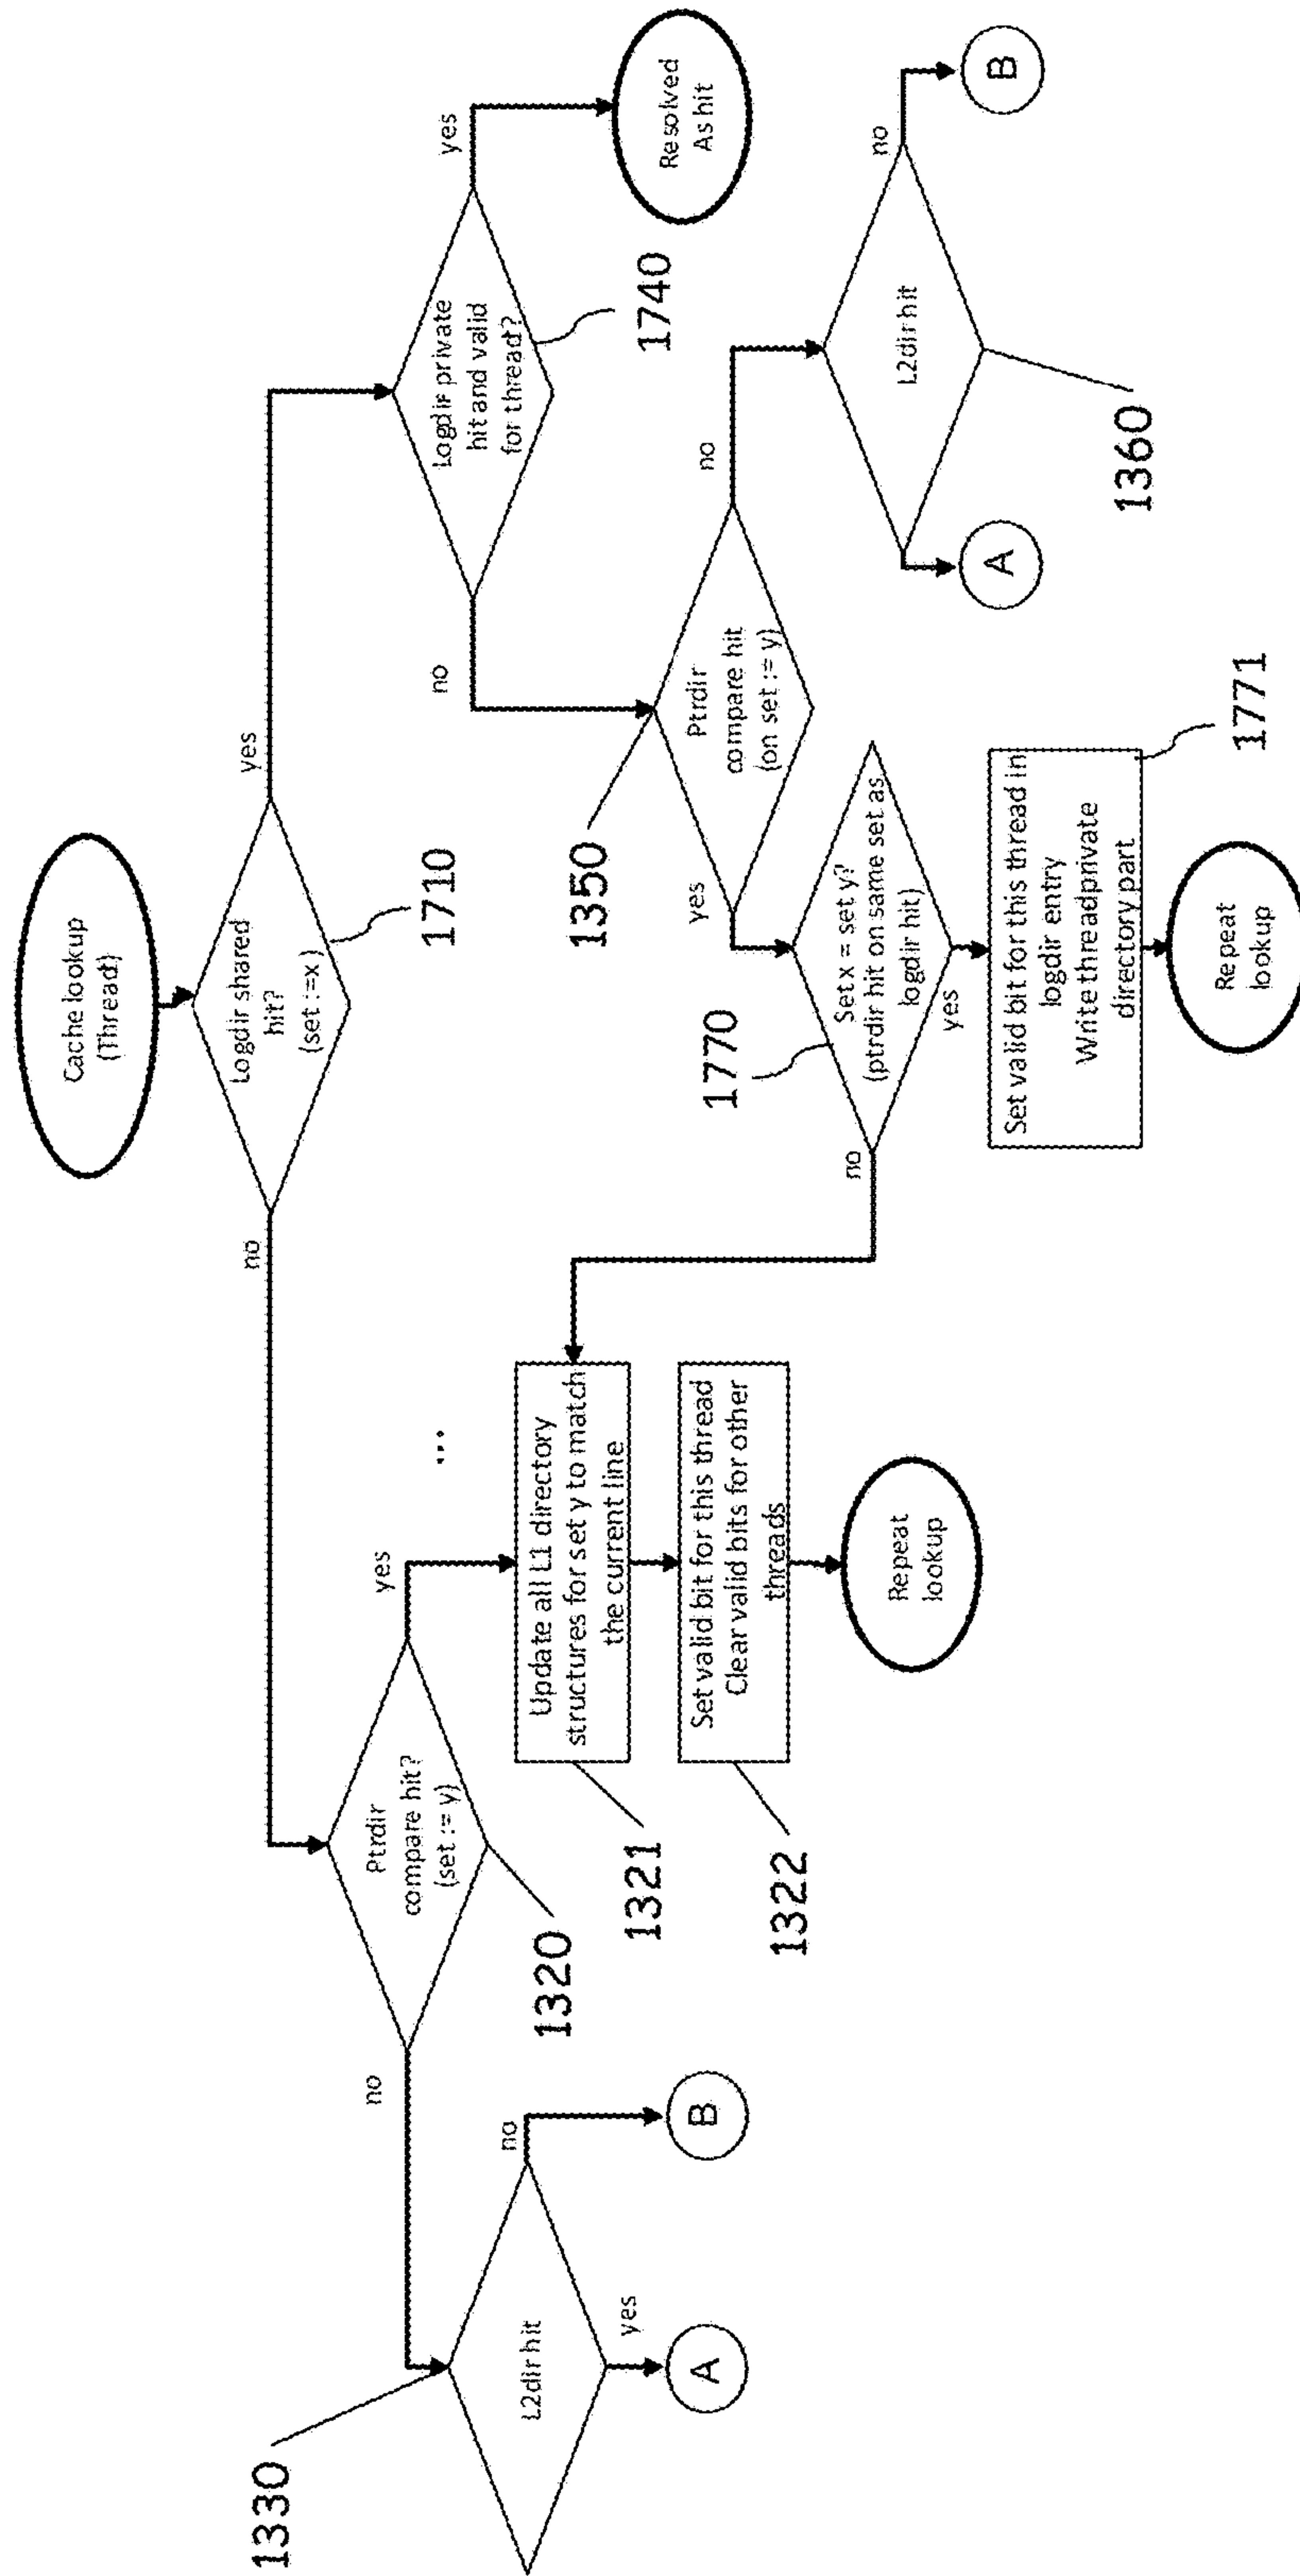 Cache lookup
(Thread)
Logdir shared
hit?
(set :=x)
1710
no
yes
Logdir private
hit and valid
for thread?
1740
yes
Resolved
As hit
no
Ptrdir
compare hit
(on set := y)
1350
no
L2dir hit
1360
no
B
A
yes
Set x = set y?
(ptrdir hit on same set as
logdir hit)
1770
yes
Set valid bit for this thread in
logdir entry
Write threadprivate
directory part
1771
Repeat
lookup
no
Ptrdir
compare hit?
(set := y)
1320
yes
...
Update all L1 directory
structures for set y to match
the current line
1321
Set valid bit for this thread
Clear valid bits for other
threads
1322
Repeat
lookup
no
L2dir hit
1330
no
B
yes
A